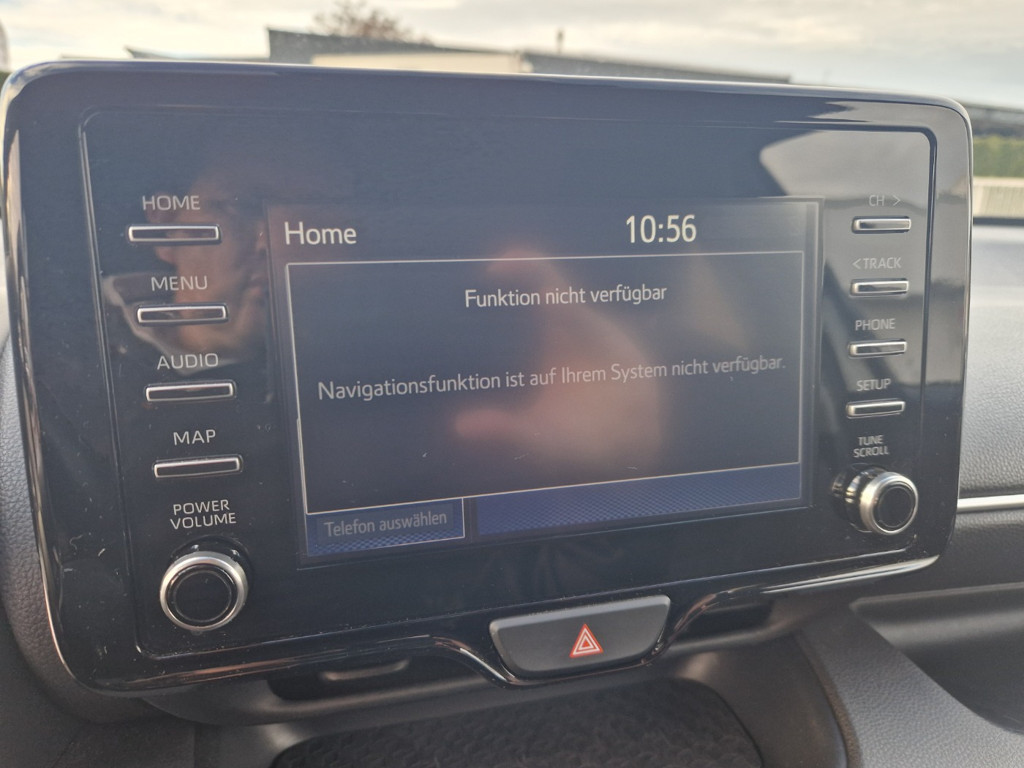 HOME
MENU
AUDIO
MAP
POWER
VOLUME
Home
10:56
Funktion nicht verfügbar
Navigationsfunktion ist auf Ihrem System nicht verfügbar.
Telefon auswählen
CH >
< TRACK
PHONE
SETUP
TUNE
SCROLL